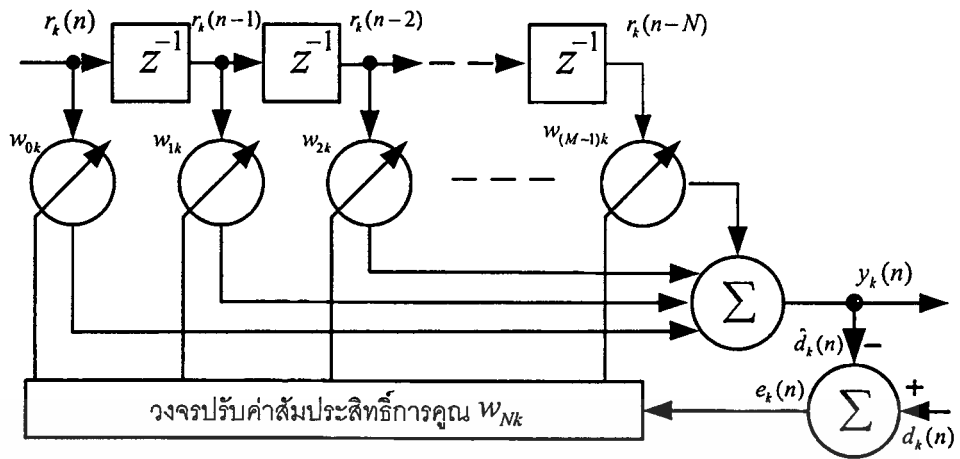 r_k(n) r_k(n-1) r_k(n-2) r_k(n-N)
z^{-1} z^{-1} z^{-1}
w_{0k} w_{1k} w_{2k} w_{(M-1)k}
Σ y_k(n)
\hat{d}_k(n) −
วงจรปรับค่าสัมประสิทธิ์การคูณ w_{Nk} e_k(n) Σ +
d_k(n)